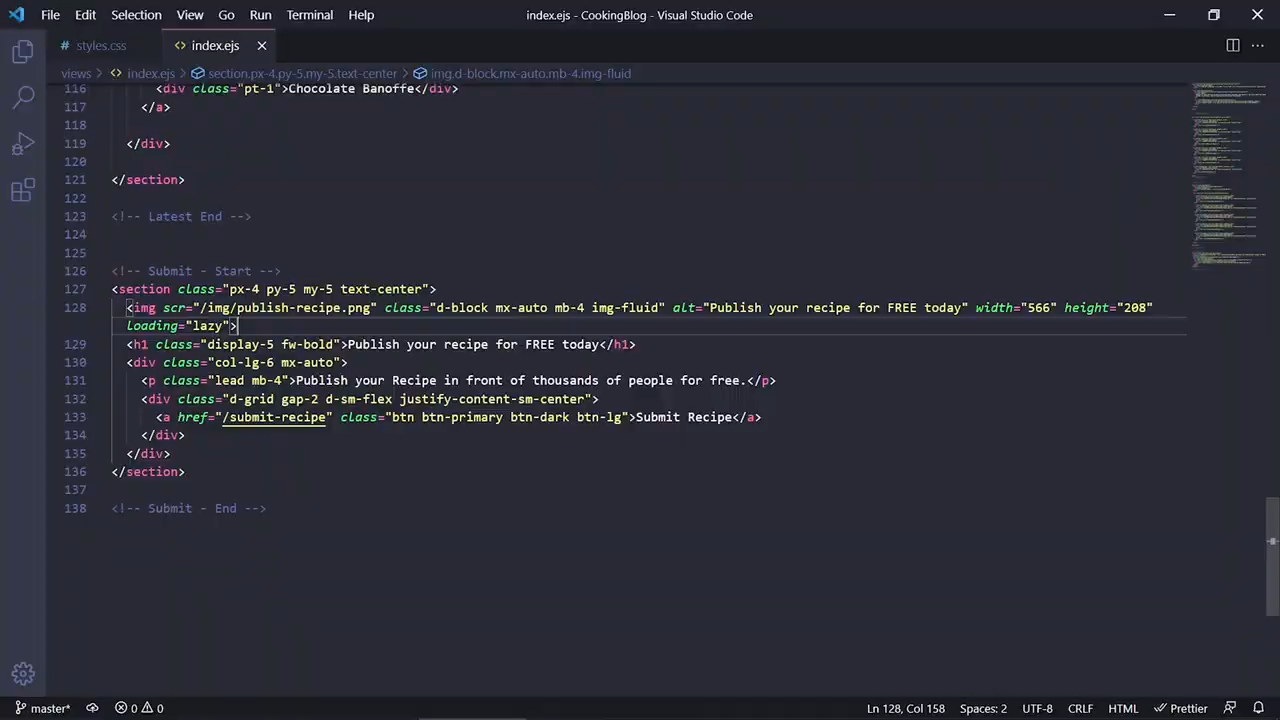 File Edit Selection View Go Run Terminal Help index.ejs - CookingBlog - Visual Studio Code
# styles.css <> index.ejs
views > <> index.ejs > section.px-4.py-5.my-5.text-center > img.d-block.mx-auto.mb-4.img-fluid
116 <div class="pt-1">Chocolate Banoffe</div>
117 </a>
118
119 </div>
120
121 </section>
122
123 <!-- Latest End -->
124
125
126 <!-- Submit - Start -->
127 <section class="px-4 py-5 my-5 text-center">
128 <img scr="/img/publish-recipe.png" class="d-block mx-auto mb-4 img-fluid" alt="Publish your recipe for FREE today" width="566" height="208"
loading="lazy">
129 <h1 class="display-5 fw-bold">Publish your recipe for FREE today</h1>
130 <div class="col-lg-6 mx-auto">
131 <p class="lead mb-4">Publish your Recipe in front of thousands of people for free.</p>
132 <div class="d-grid gap-2 d-sm-flex justify-content-sm-center">
133 <a href="/submit-recipe" class="btn btn-primary btn-dark btn-lg">Submit Recipe</a>
134 </div>
135 </div>
136 </section>
137
138 <!-- Submit - End -->
master* 0 0 Ln 128, Col 158 Spaces: 2 UTF-8 CRLF HTML Prettier